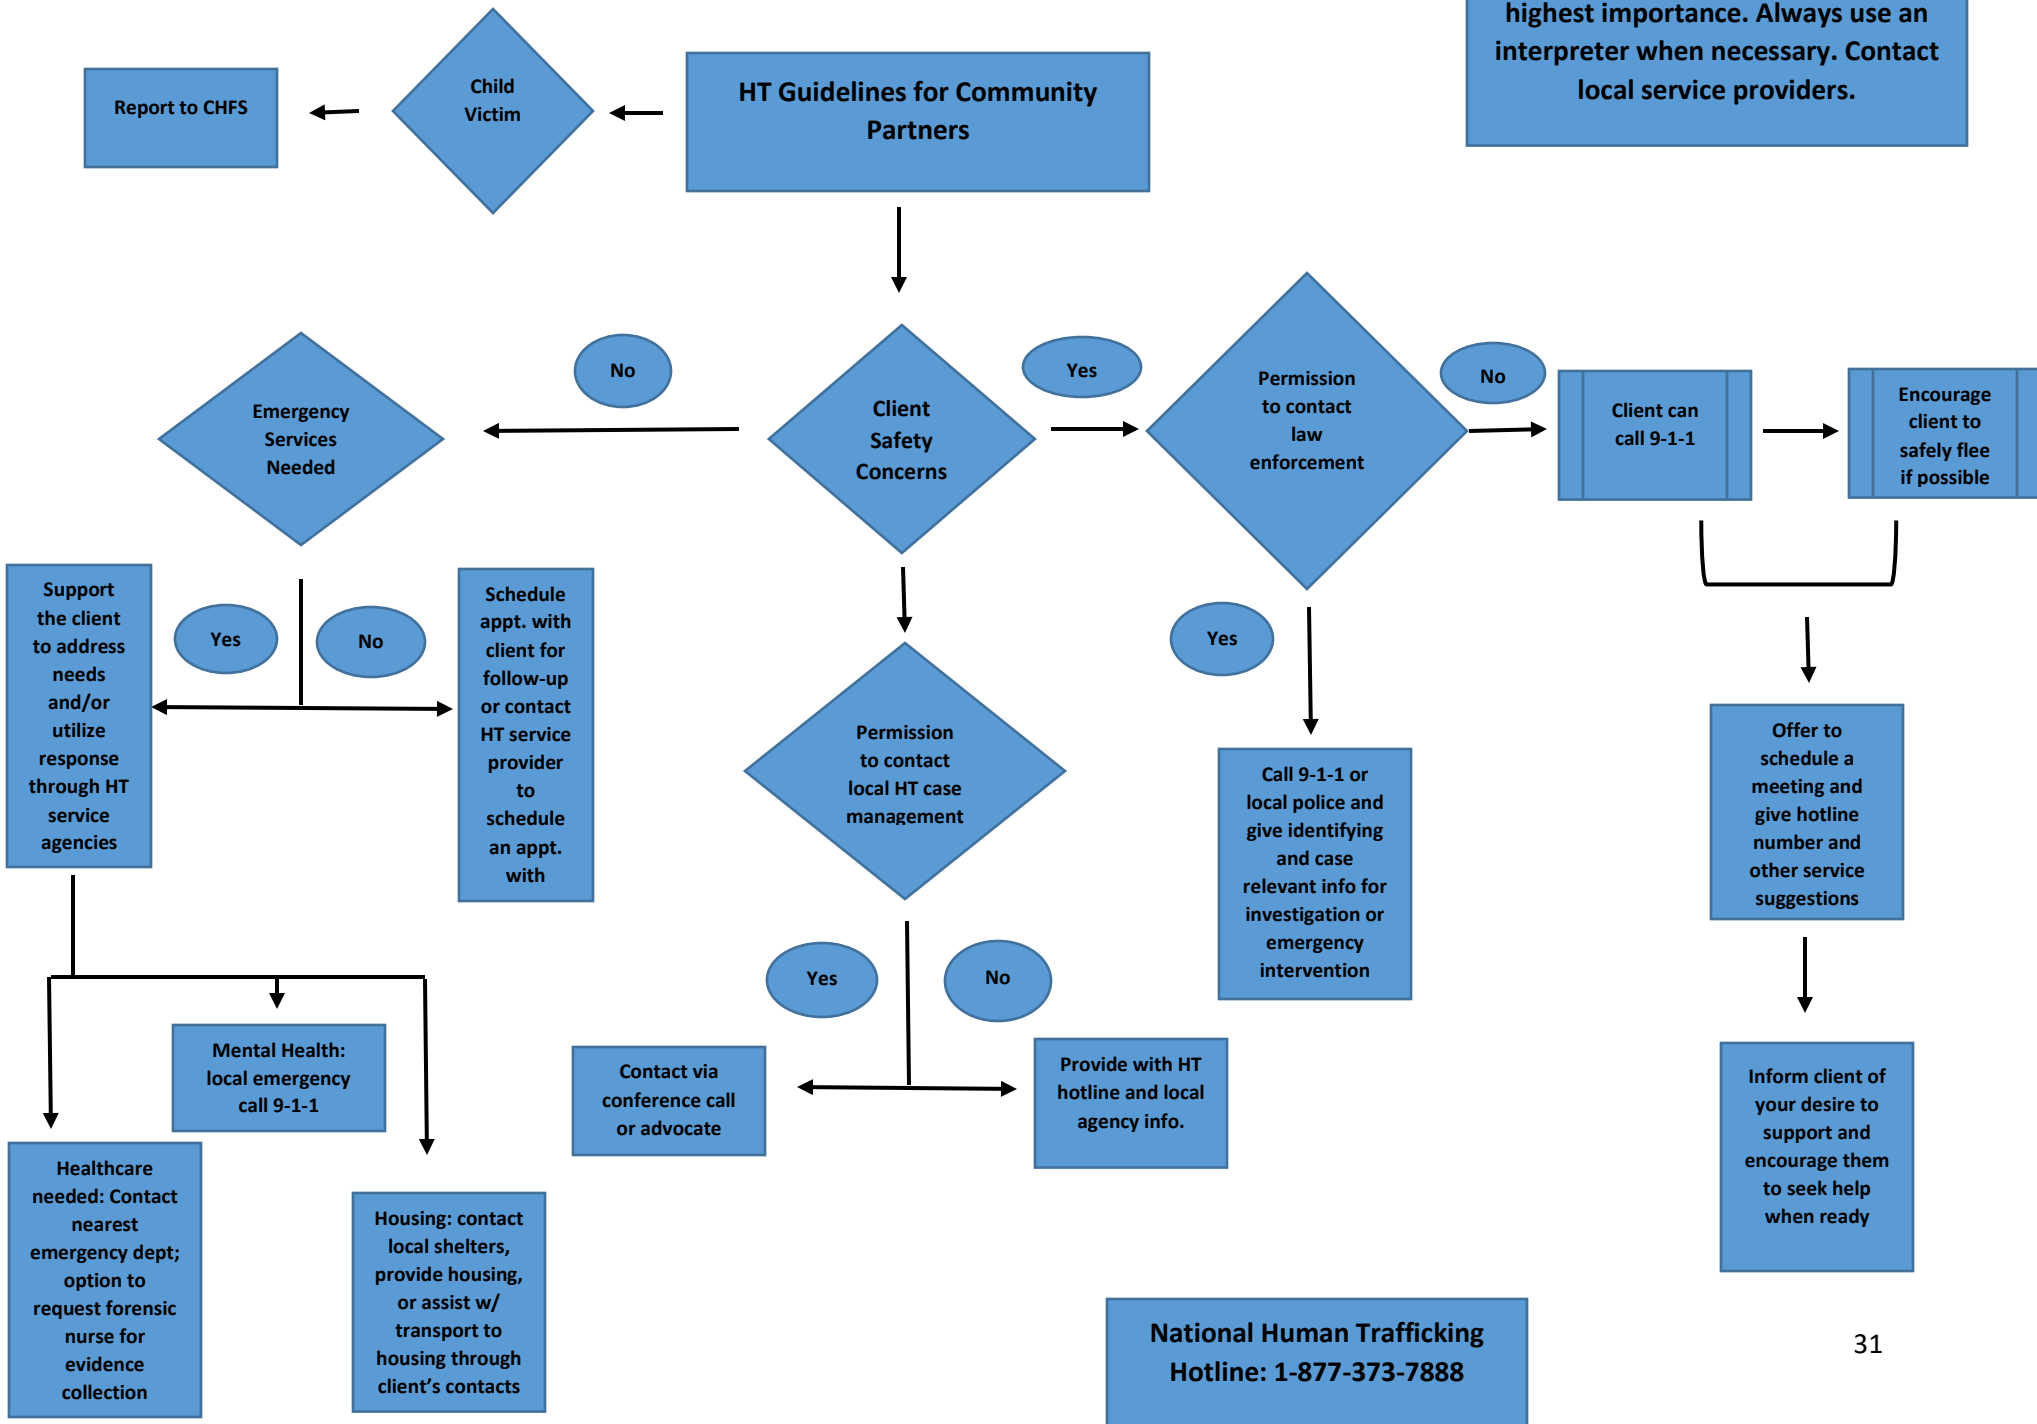 highest importance. Always use an
interpreter when necessary. Contact
local service providers.
HT Guidelines for Community
Partners
Child
Victim
Report to CHFS
Emergency
Services
Needed
No
Client
Safety
Concerns
Yes
Permission
to contact
law
enforcement
No
Client can
call 9-1-1
Encourage
client to
safely flee
if possible
Support
the client
to address
needs
and/or
utilize
response
through HT
service
agencies
Yes
No
Schedule
appt. with
client for
follow-up
or contact
HT service
provider
to
schedule
an appt.
with
Permission
to contact
local HT case
management
Yes
Call 9-1-1 or
local police and
give identifying
and case
relevant info for
investigation or
emergency
intervention
Offer to
schedule a
meeting and
give hotline
number and
other service
suggestions
Yes
No
Contact via
conference call
or advocate
Provide with HT
hotline and local
agency info.
Inform client of
your desire to
support and
encourage them
to seek help
when ready
Mental Health:
local emergency
call 9-1-1
Healthcare
needed: Contact
nearest
emergency dept;
option to
request forensic
nurse for
evidence
collection
Housing: contact
local shelters,
provide housing,
or assist w/
transport to
housing through
client's contacts
National Human Trafficking
Hotline: 1-877-373-7888
31